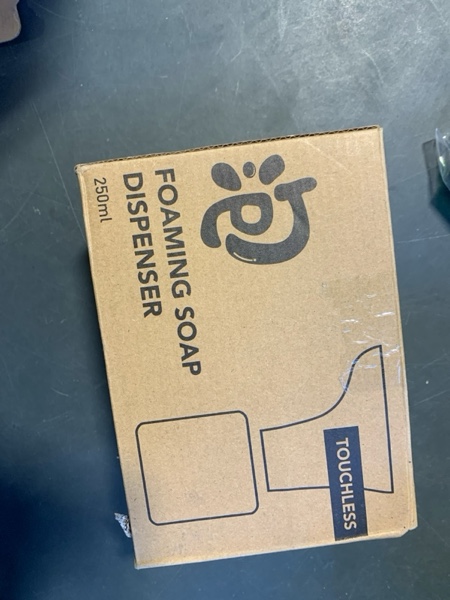 FOAMING SOAP
DISPENSER
250ml
TOUCHLESS